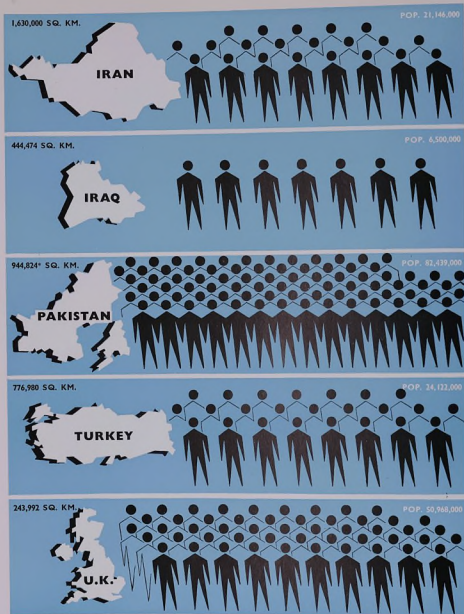 1,630,000 SQ. KM.
POP. 21,146,000
IRAN
444,474 SQ. KM.
POP. 6,500,000
IRAQ
944,824* SQ. KM.
POP. 82,439,000
PAKISTAN
776,980 SQ. KM.
POP. 24,122,000
TURKEY
243,992 SQ. KM.
POP. 50,968,000
U.K.